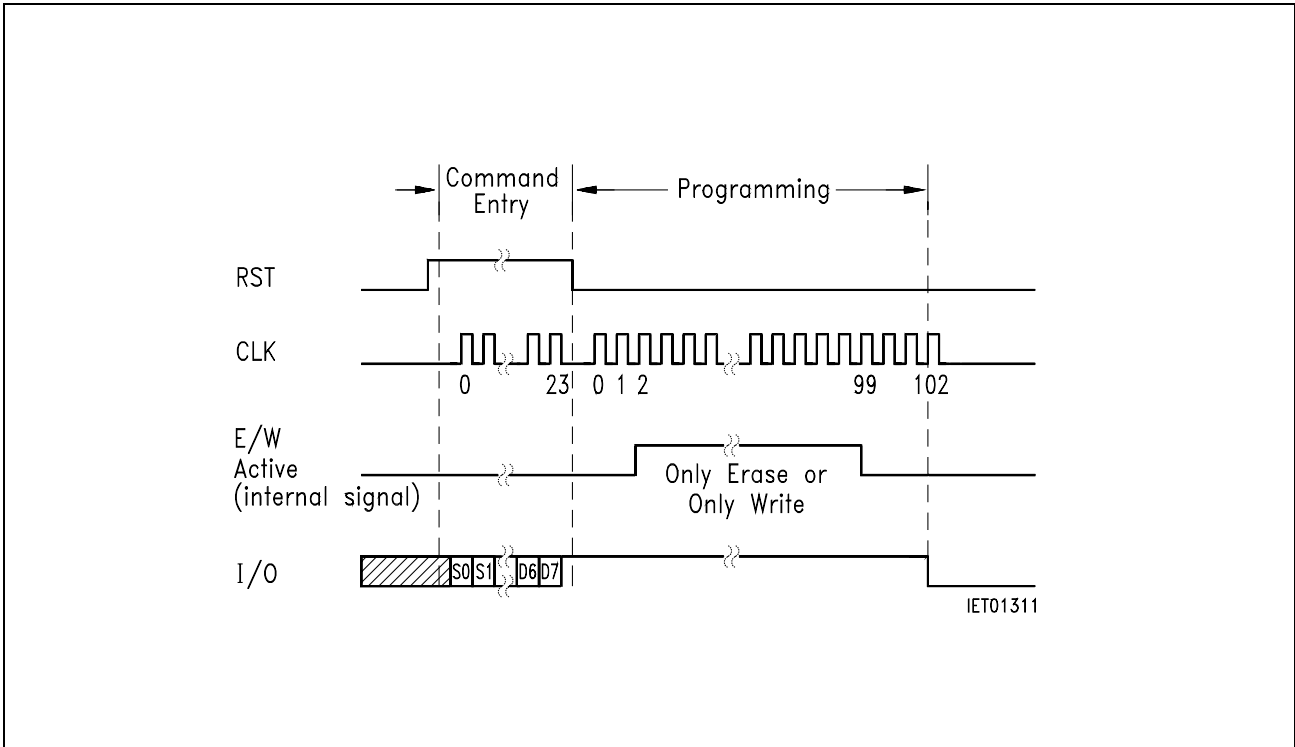 Command
Entry
Programming
RST
CLK
0 23 0 1 2 99 102
E/W
Active
(internal signal)
Only Erase or
Only Write
I/O
S0 S1 D6 D7
IET01311